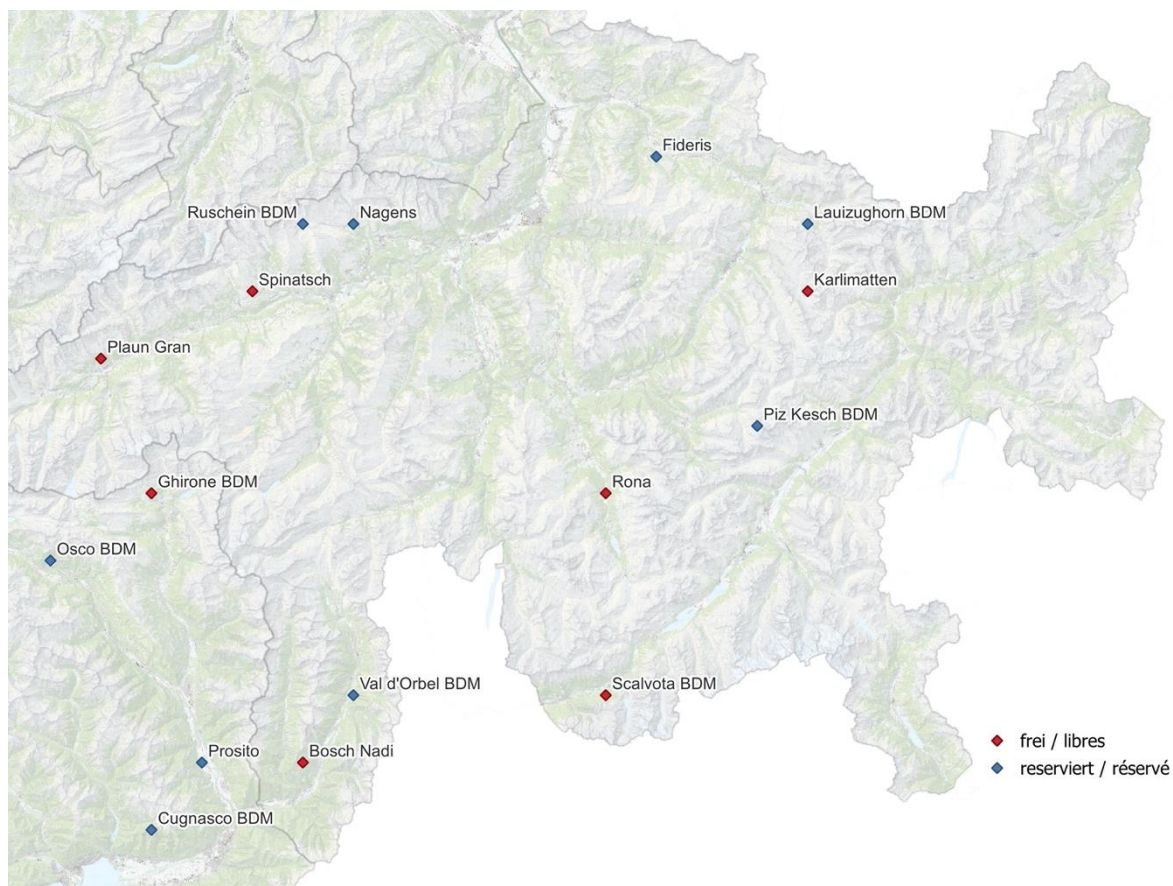 Fideris
Ruschein BDM
Nagens
Lauizughorn BDM
Spinatsch
Karlimatten
Plaun Gran
Piz Kesch BDM
Ghirone BDM
Rona
Osco BDM
Val d'Orbel BDM
Scalvota BDM
Prosito
Bosch Nadi
Cugnasco BDM
frei / libres
reserviert / réservé